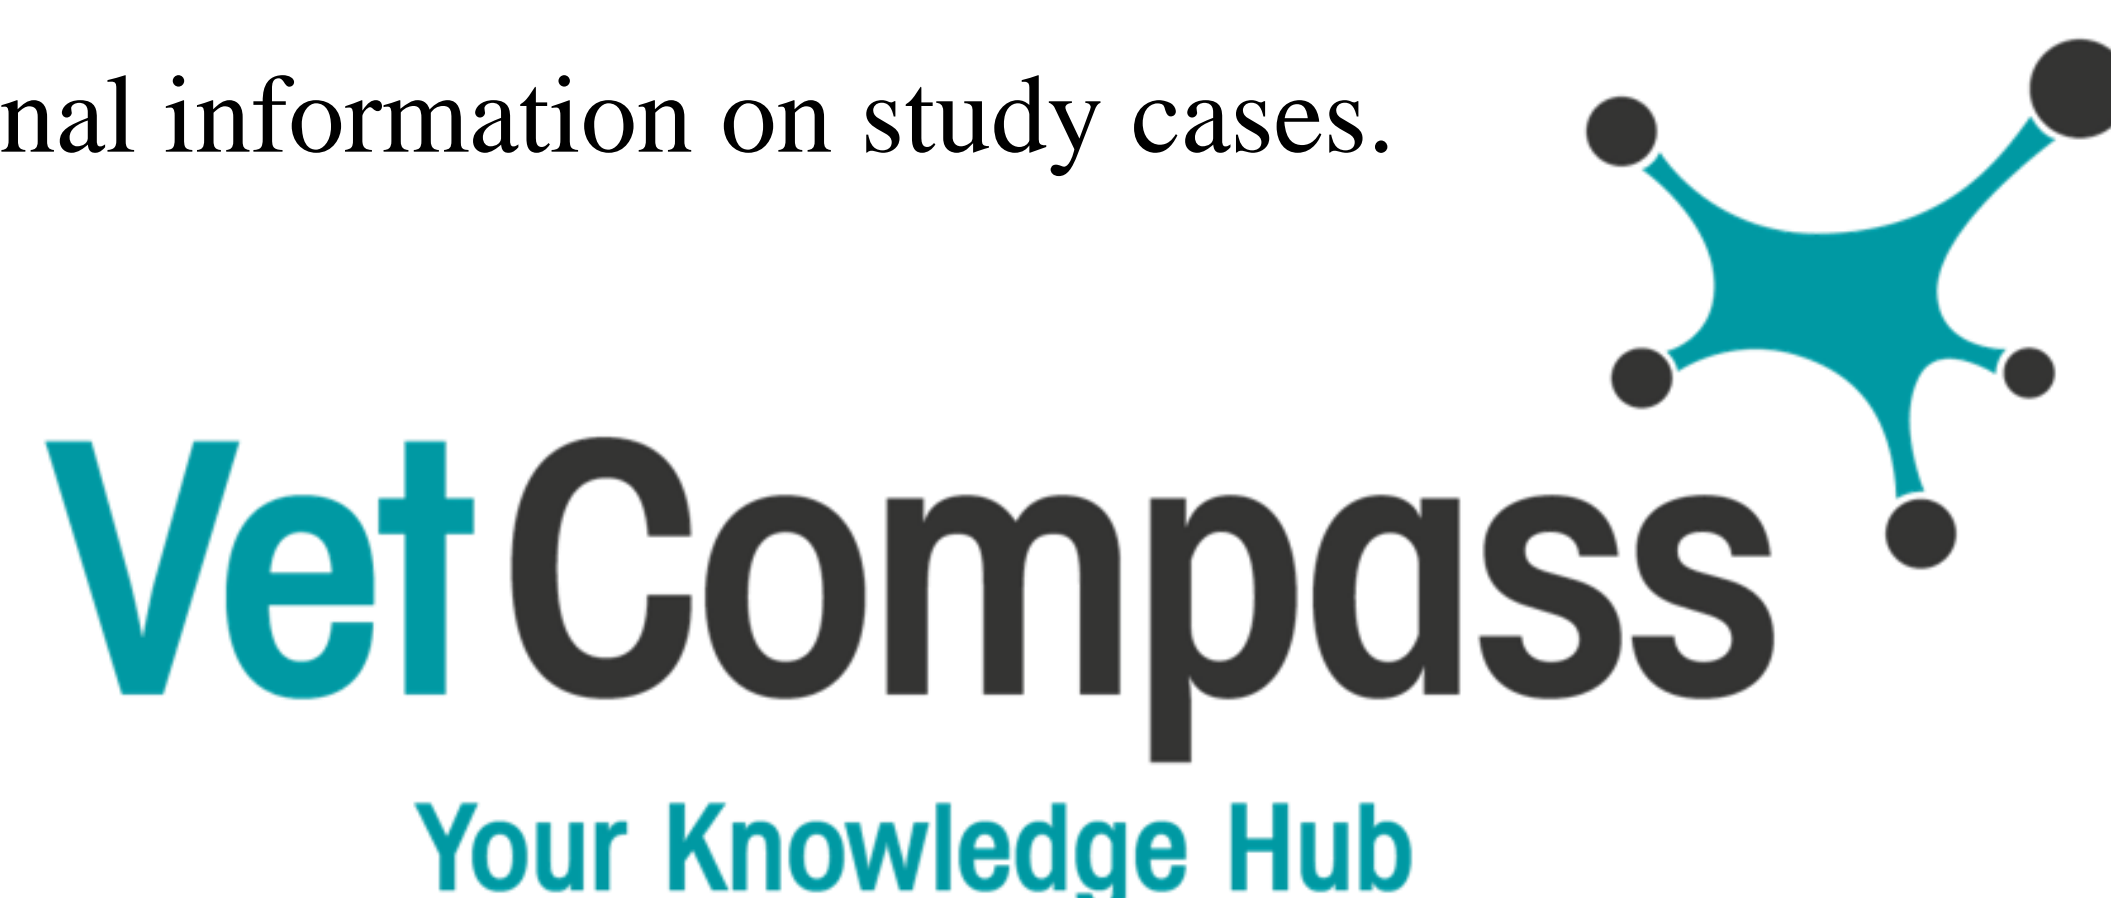 nal information on study cases.
VetCompass
Your Knowledge Hub